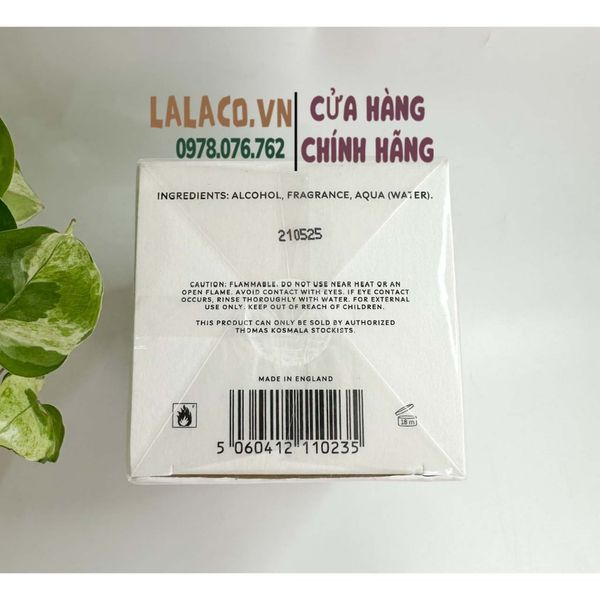 LALACO.VN
0978.076.762
CỬA HÀNG
CHÍNH HÃNG
INGREDIENTS: ALCOHOL, FRAGRANCE, AQUA (WATER).
210525
CAUTION: FLAMMABLE. DO NOT USE NEAR HEAT OR AN
OPEN FLAME. AVOID CONTACT WITH EYES. IF EYE CONTACT
OCCURS, RINSE THOROUGHLY WITH WATER. FOR EXTERNAL
USE ONLY. KEEP OUT OF REACH OF CHILDREN.
THIS PRODUCT CAN ONLY BE SOLD BY AUTHORIZED
THOMAS KOSMALA STOCKISTS.
MADE IN ENGLAND
5 060412 110235
18 m